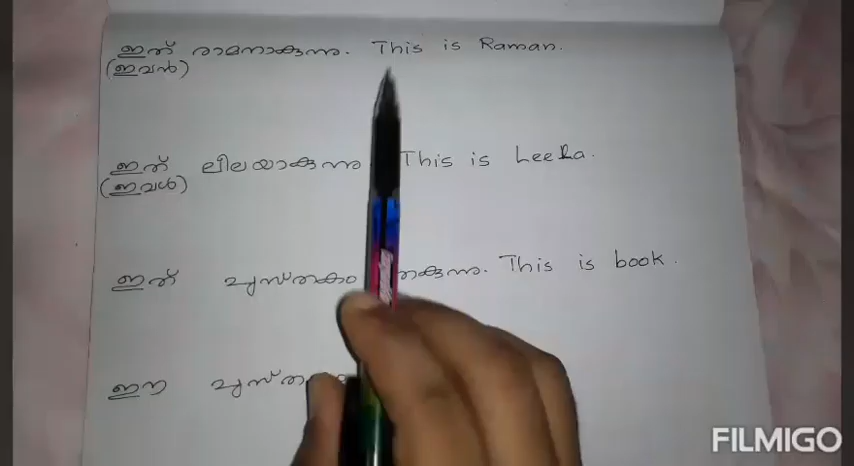 ഇത് രാമനാകുന്നു. This is Raman.
(ഇവൻ)
ഇത് ലീലയാകുന്നു This is Leela.
(ഇവൾ)
ഇത് പുസ്തകം This is book.
ഈ
FILMIGO